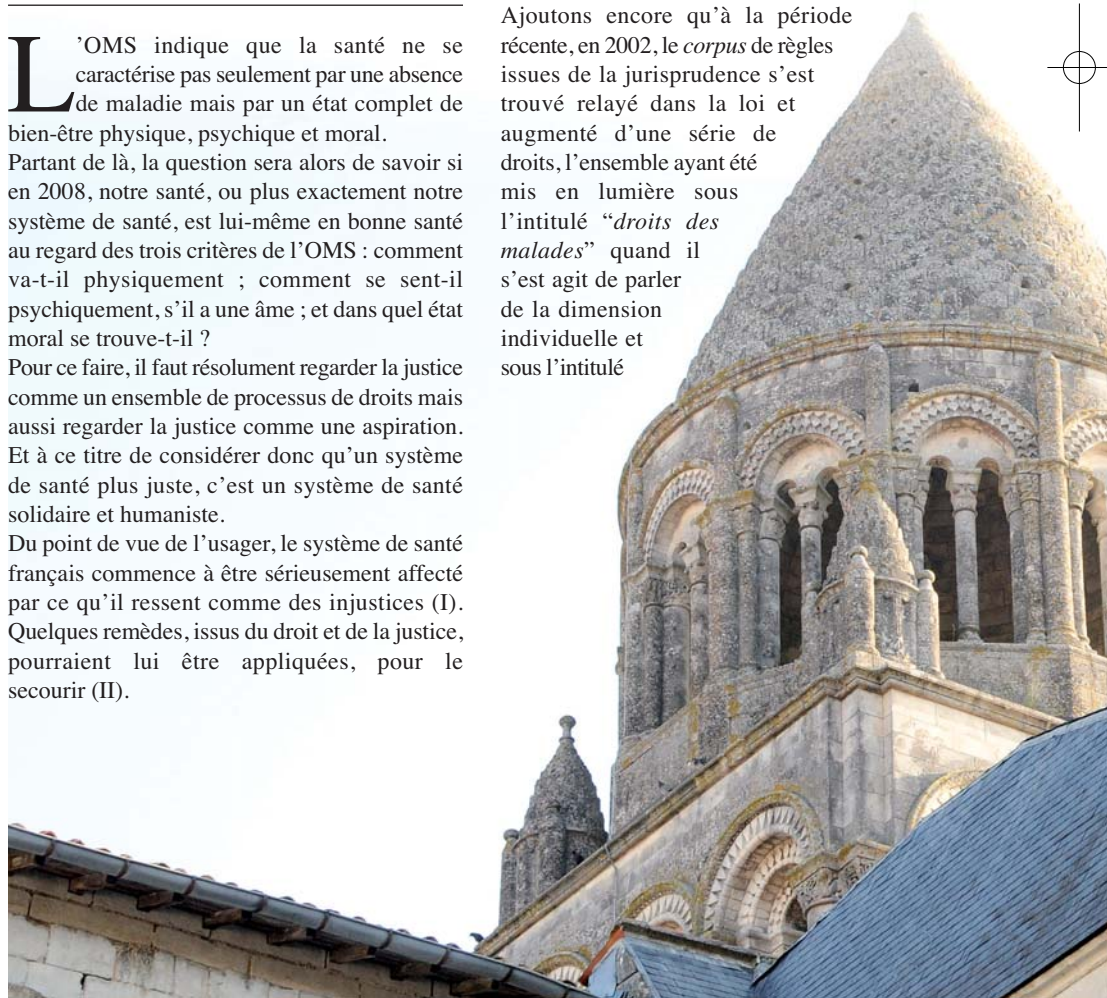 L’OMS indique que la santé ne se
caractérise pas seulement par une absence
de maladie mais par un état complet de
bien-être physique, psychique et moral.
Partant de là, la question sera alors de savoir si
en 2008, notre santé, ou plus exactement notre
système de santé, est lui-même en bonne santé
au regard des trois critères de l’OMS : comment
va-t-il physiquement ; comment se sent-il
psychiquement, s’il a une âme ; et dans quel état
moral se trouve-t-il ?
Pour ce faire, il faut résolument regarder la justice
comme un ensemble de processus de droits mais
aussi regarder la justice comme une aspiration.
Et à ce titre de considérer donc qu’un système
de santé plus juste, c’est un système de santé
solidaire et humaniste.
Du point de vue de l’usager, le système de santé
français commence à être sérieusement affecté
par ce qu’il ressent comme des injustices (I).
Quelques remèdes, issus du droit et de la justice,
pourraient lui être appliquées, pour le
secourir (II).
Ajoutons encore qu’à la période
récente, en 2002, le corpus de règles
issues de la jurisprudence s’est
trouvé relayé dans la loi et
augmenté d’une série de
droits, l’ensemble ayant été
mis en lumière sous
l’intitulé “droits des
malades” quand il
s’est agit de parler
de la dimension
individuelle et
sous l’intitulé